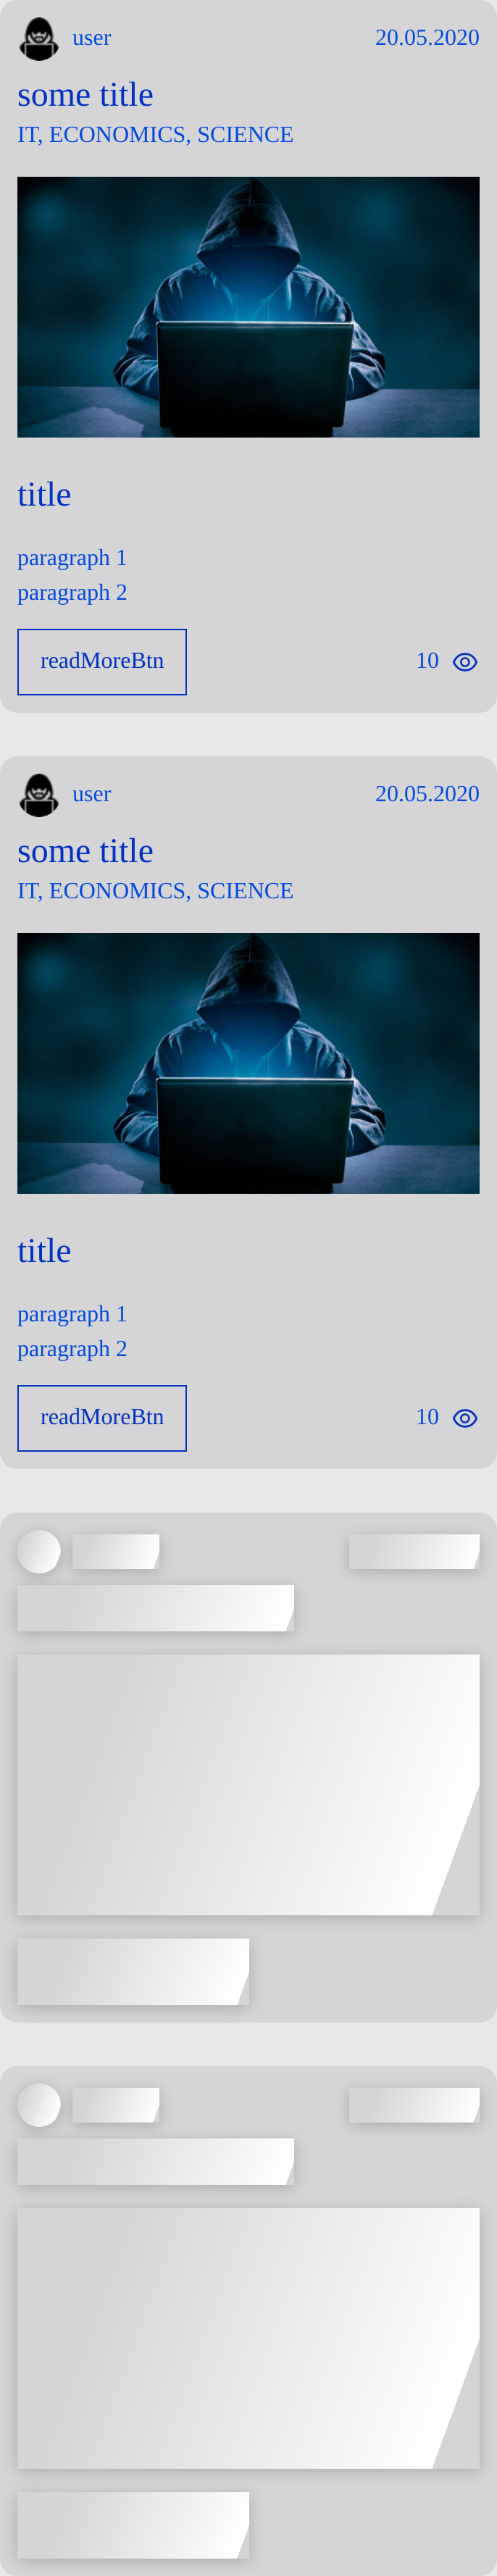 user 20.05.2020
some title
IT, ECONOMICS, SCIENCE
title
paragraph 1
paragraph 2
readMoreBtn 10
user 20.05.2020
some title
IT, ECONOMICS, SCIENCE
title
paragraph 1
paragraph 2
readMoreBtn 10